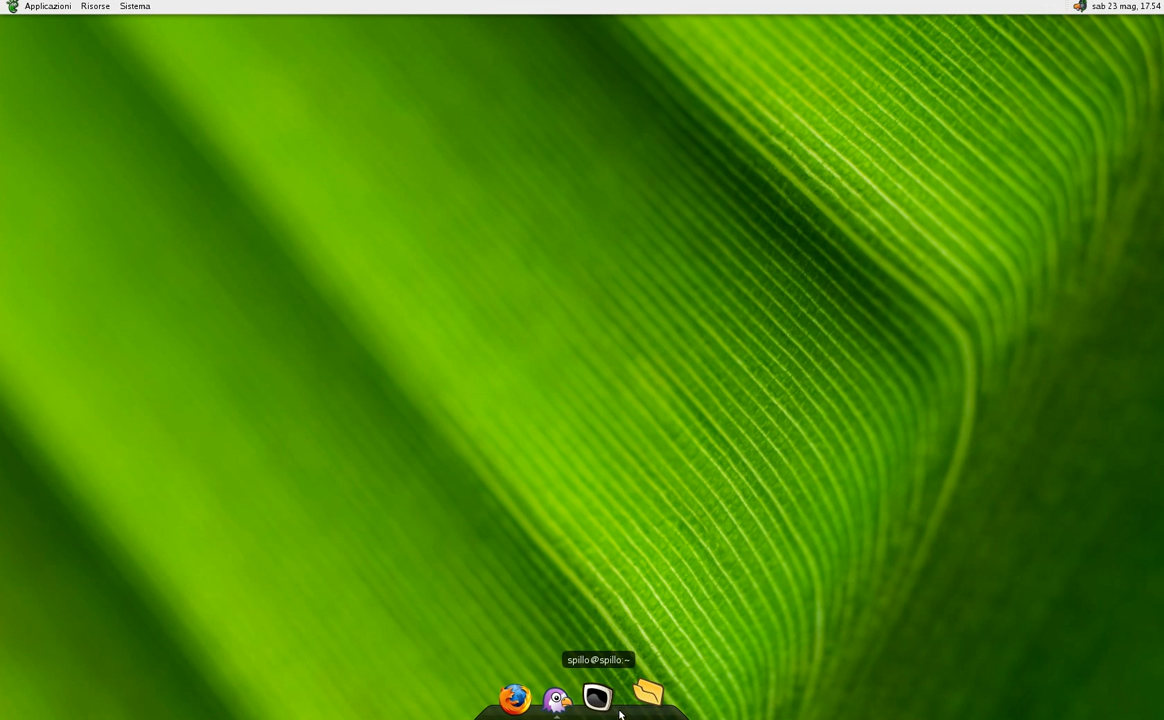 Applicazioni Risorse Sistema sab 23 mag, 17.54
spillo@spillo:~